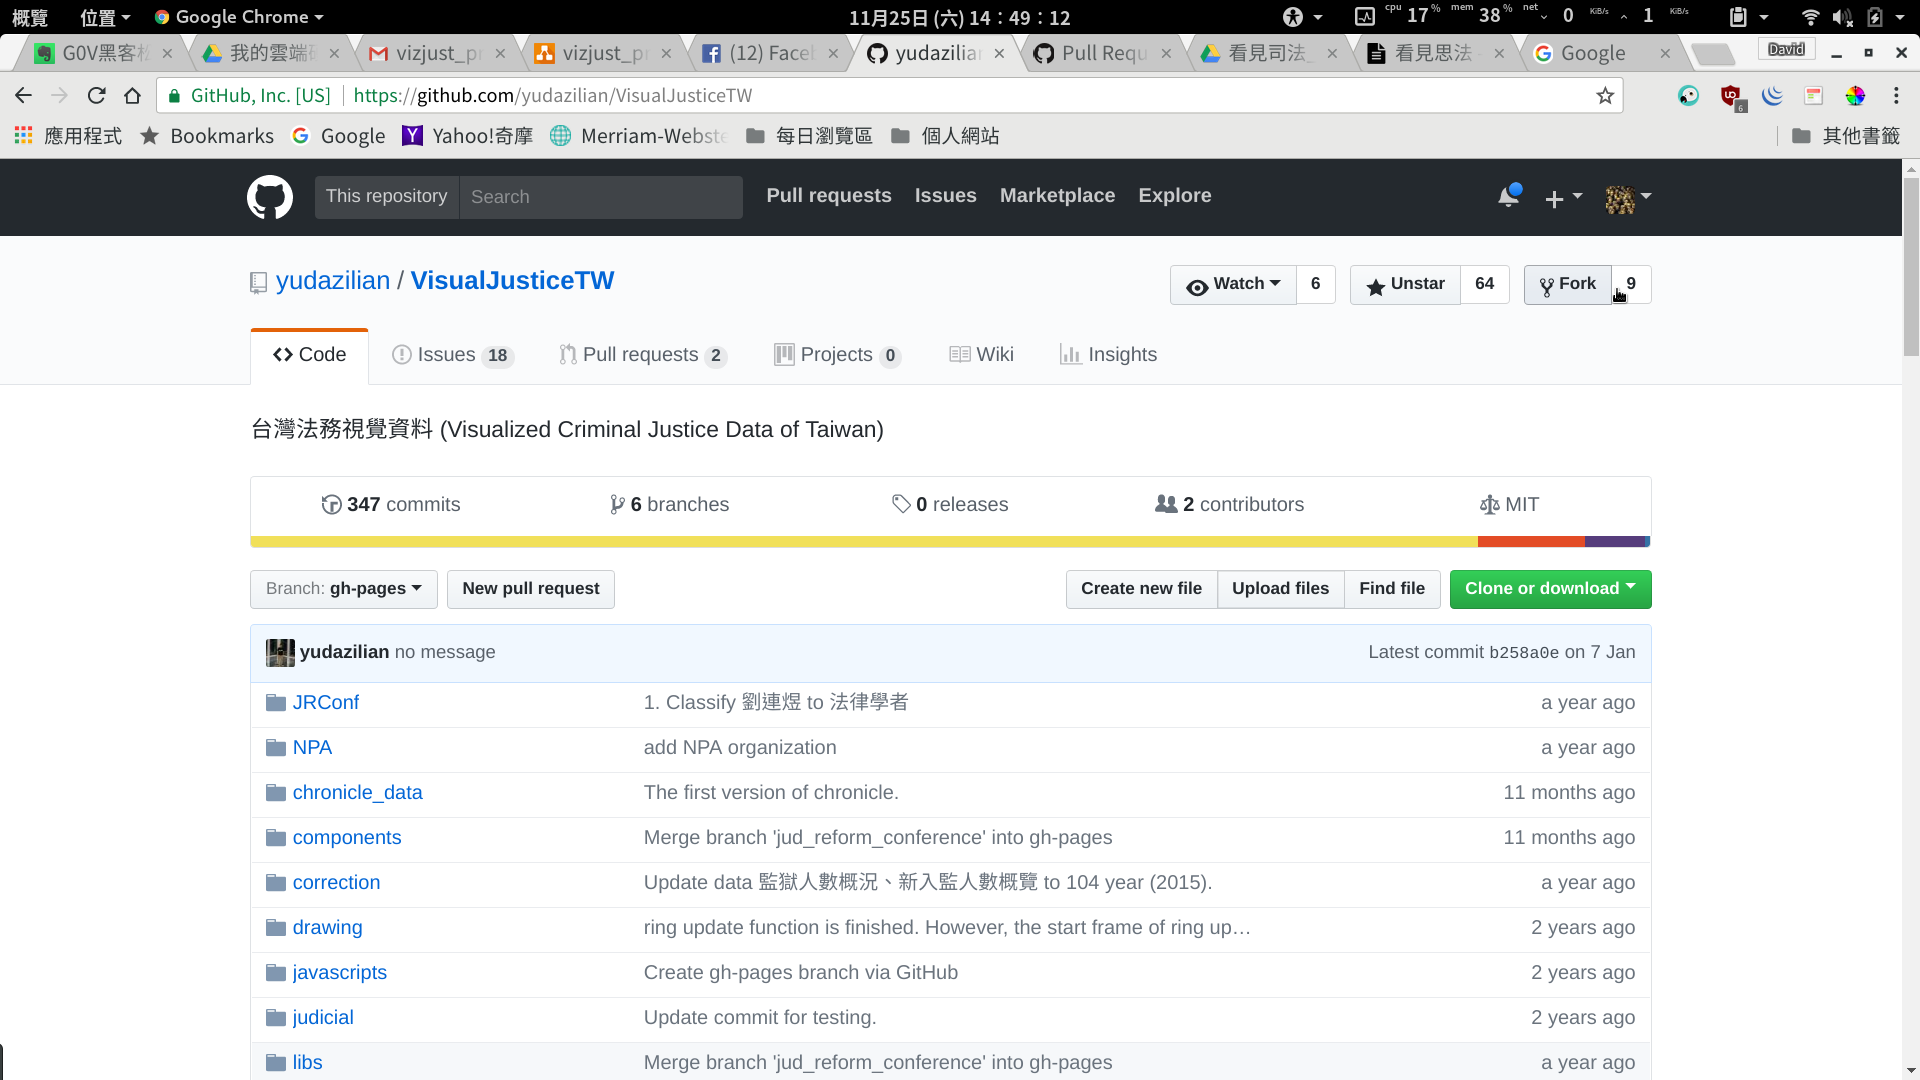 概覽 位置 Google Chrome 11月25日 (六) 14：49：12 cpu 17 % mem 38 % net 0 KiB/s 1 KiB/s
G0V黑客松 我的雲端 vizjust_pr vizjust_pr (12) Face yudazilian Pull Requ 看見司法_ 看見思法 Google David
GitHub, Inc. [US] https://github.com/yudazilian/VisualJusticeTW 6
應用程式 Bookmarks Google Yahoo!奇摩 Merriam-Webste 每日瀏覽區 個人網站 其他書籤
This repository Search Pull requests Issues Marketplace Explore
yudazilian / VisualJusticeTW Watch 6 Unstar 64 Fork 9
Code Issues 18 Pull requests 2 Projects 0 Wiki Insights
台灣法務視覺資料 (Visualized Criminal Justice Data of Taiwan)
347 commits 6 branches 0 releases 2 contributors MIT
Branch: gh-pages New pull request Create new file Upload files Find file Clone or download
yudazilian no message Latest commit b258a0e on 7 Jan
JRConf 1. Classify 劉連煜 to 法律學者 a year ago
NPA add NPA organization a year ago
chronicle_data The first version of chronicle. 11 months ago
components Merge branch 'jud_reform_conference' into gh-pages 11 months ago
correction Update data 監獄人數概況、新入監人數概覽 to 104 year (2015). a year ago
drawing ring update function is finished. However, the start frame of ring up… 2 years ago
javascripts Create gh-pages branch via GitHub 2 years ago
judicial Update commit for testing. 2 years ago
libs Merge branch 'jud_reform_conference' into gh-pages a year ago